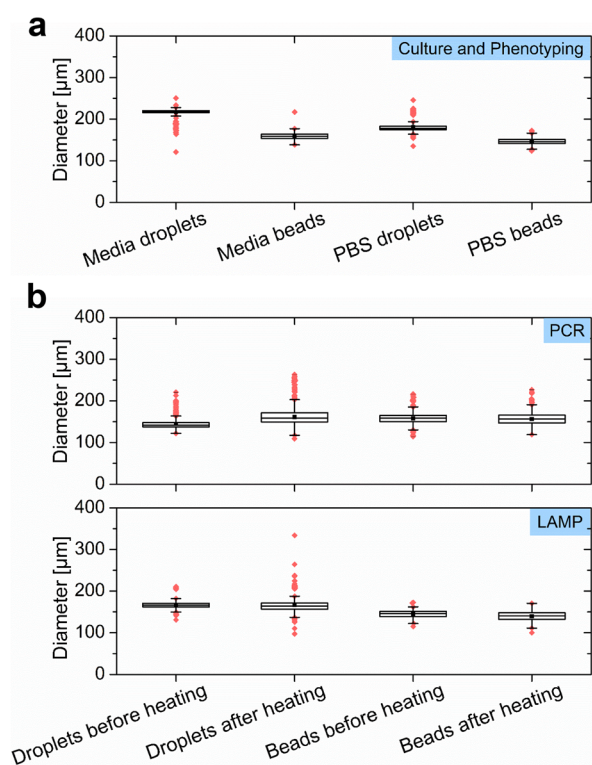 a
Culture and Phenotyping
Diameter [µm]
400
300
200
100
0
Media droplets
Media beads
PBS droplets
PBS beads
b
PCR
Diameter [µm]
400
300
200
100
0
LAMP
Diameter [µm]
400
300
200
100
0
Droplets before heating
Droplets after heating
Beads before heating
Beads after heating